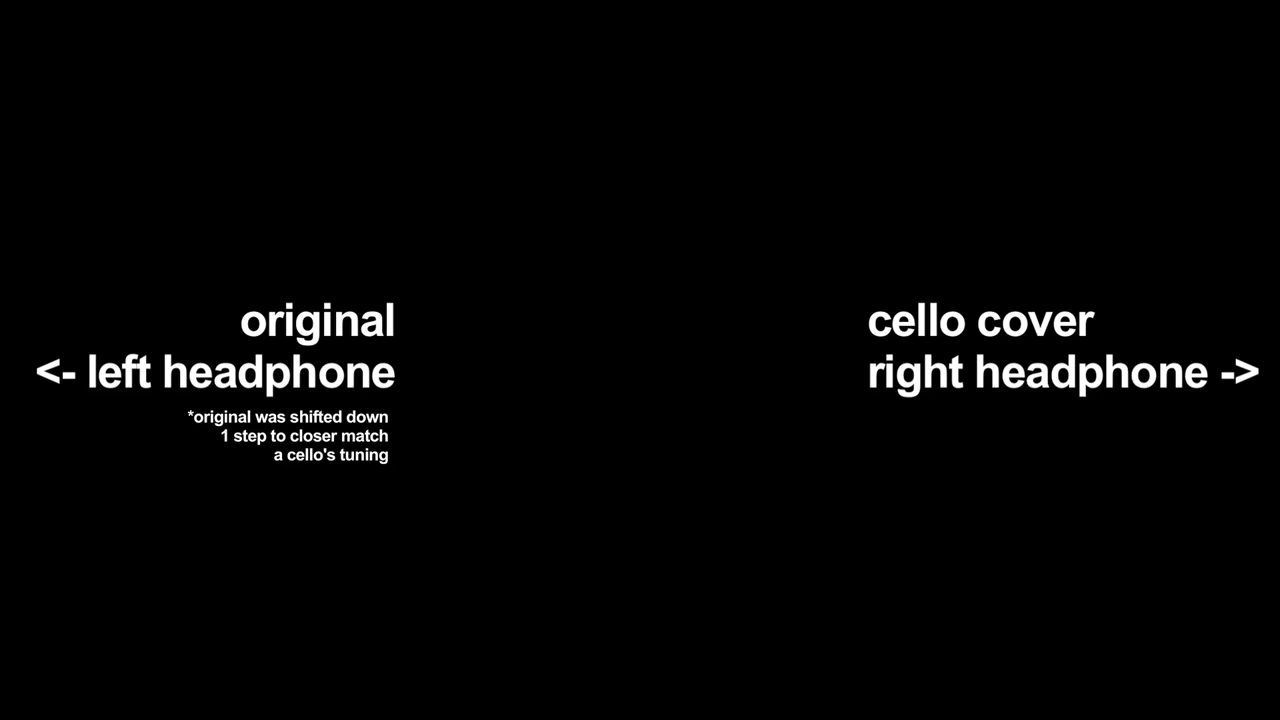 original
<- left headphone
*original was shifted down
1 step to closer match
a cello's tuning
cello cover
right headphone ->